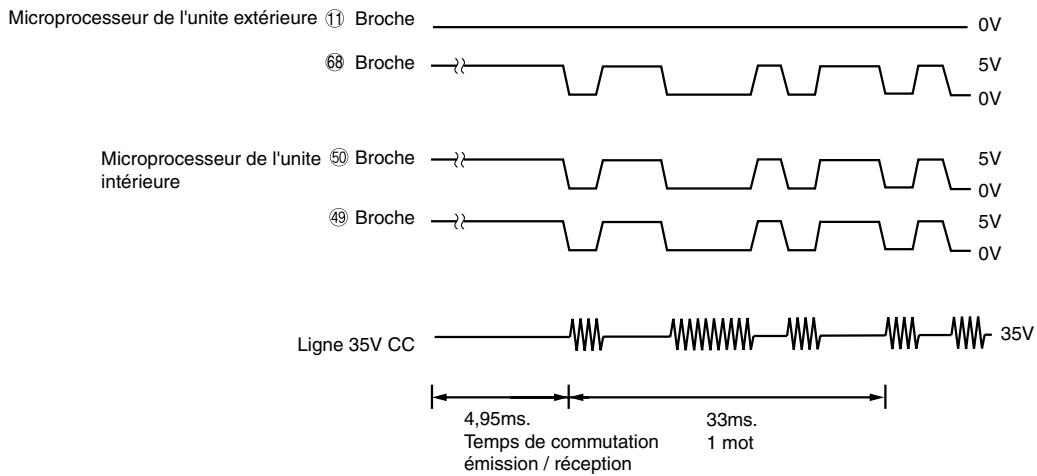 Microprocesseur de l'unite extérieure ⑪ Broche
0V
㊽ Broche
5V
0V
Microprocesseur de l'unite
intérieure
㊿ Broche
5V
0V
㊾ Broche
5V
0V
Ligne 35V CC
35V
4,95ms.
Temps de commutation
émission / réception
33ms.
1 mot